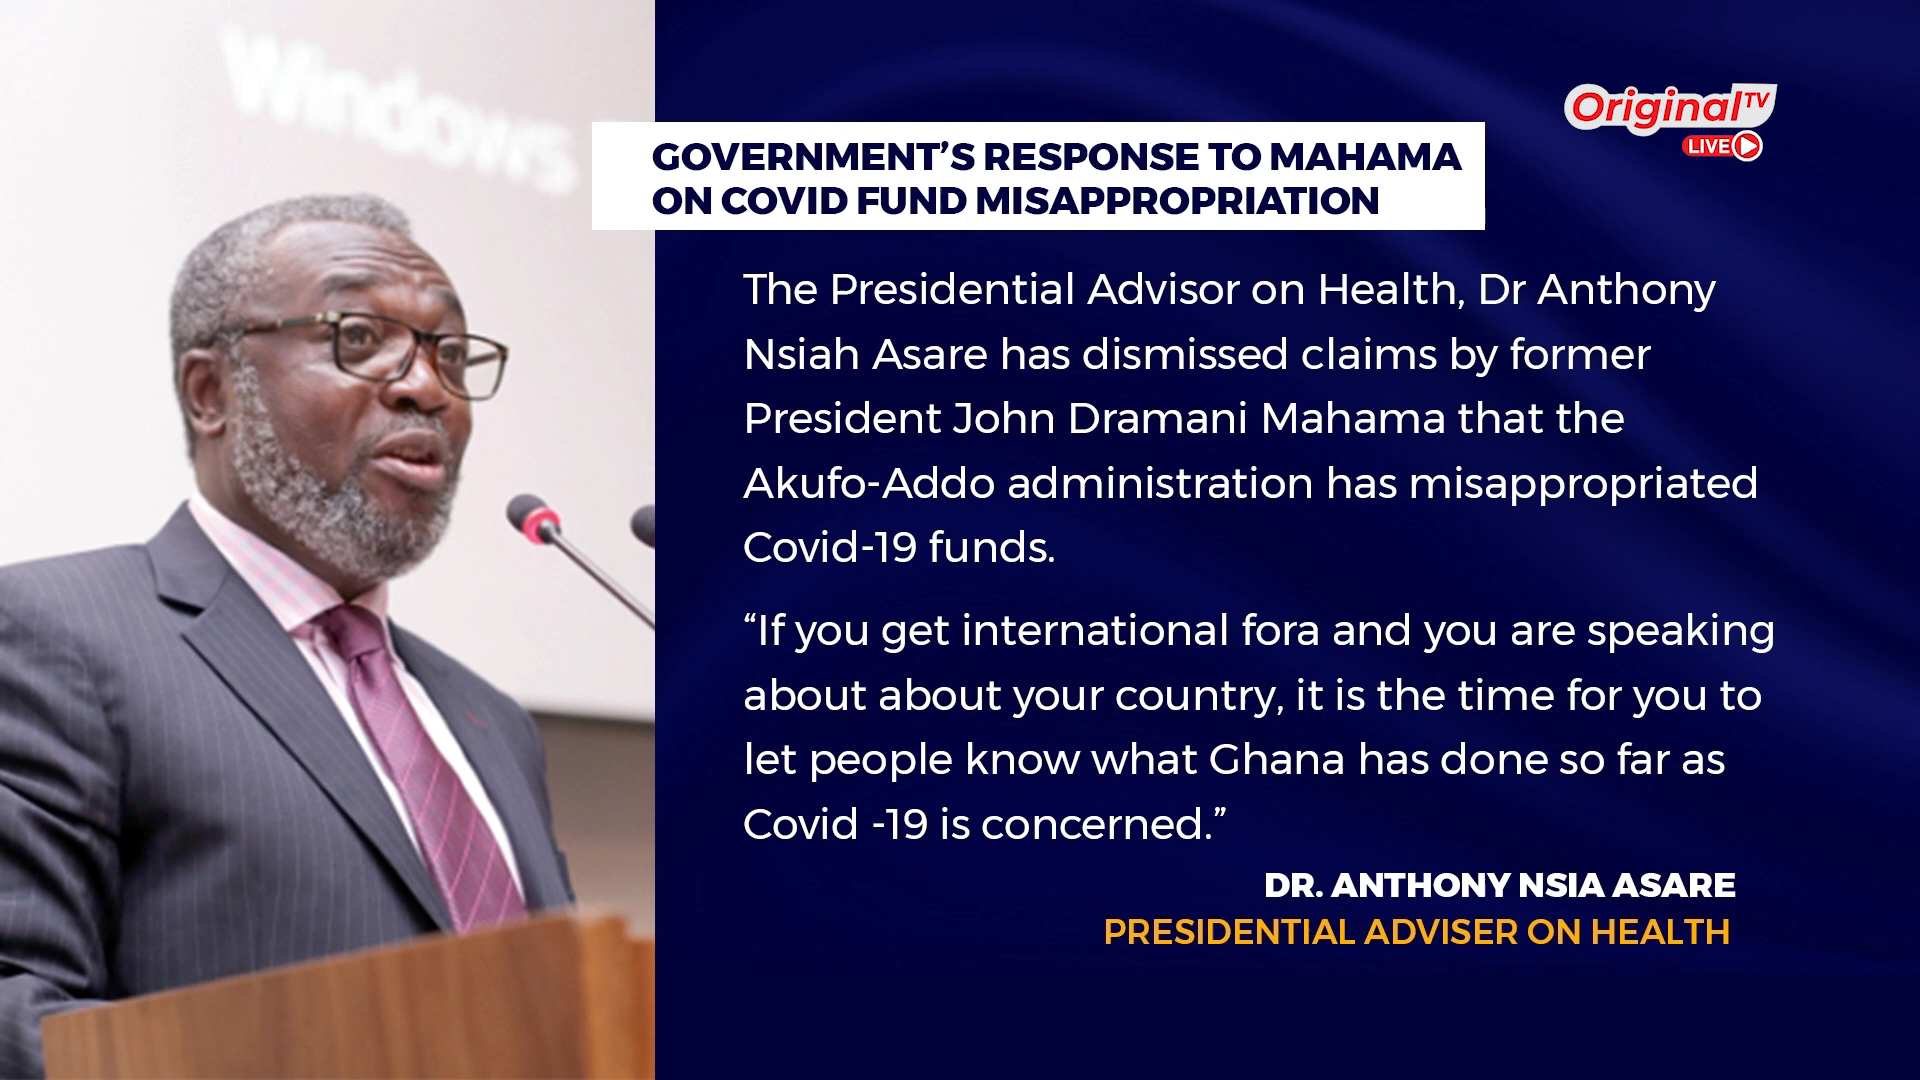 Windows
Original TV
LIVE
GOVERNMENT’S RESPONSE TO MAHAMA
ON COVID FUND MISAPPROPRIATION
The Presidential Advisor on Health, Dr Anthony
Nsiah Asare has dismissed claims by former
President John Dramani Mahama that the
Akufo-Addo administration has misappropriated
Covid-19 funds.
“If you get international fora and you are speaking
about about your country, it is the time for you to
let people know what Ghana has done so far as
Covid -19 is concerned.”
DR. ANTHONY NSIA ASARE
PRESIDENTIAL ADVISER ON HEALTH